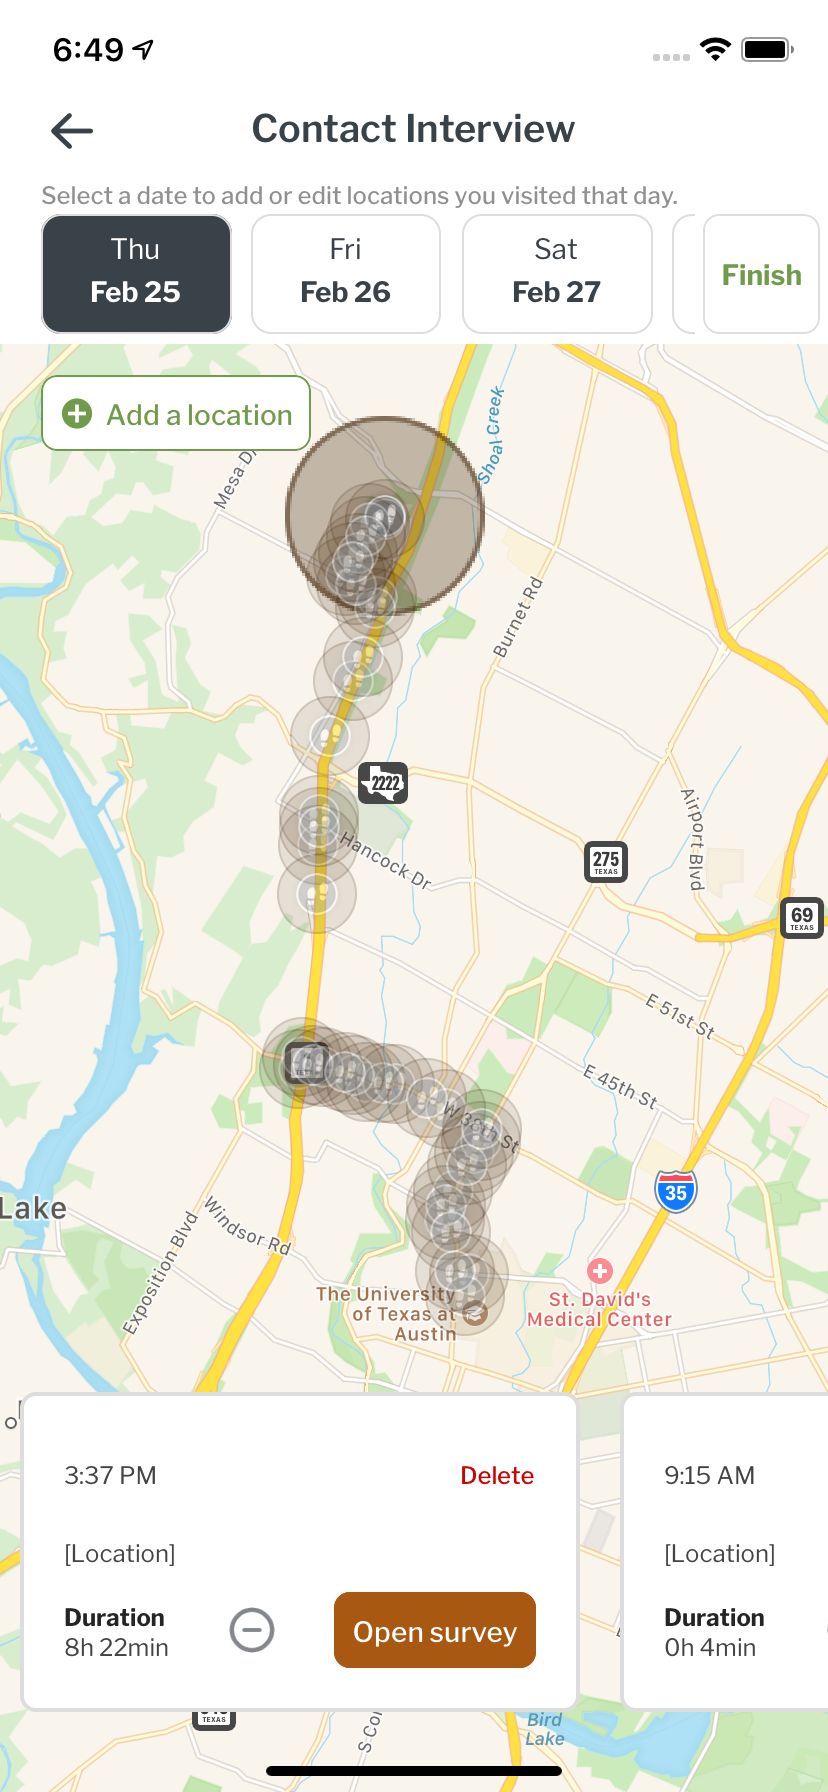 6:49
Contact Interview
Select a date to add or edit locations you visited that day.
Thu
Feb 25
Fri
Feb 26
Sat
Feb 27
Finish
Add a location
Shoal Creek
Burnet Rd
2222
Hancock Dr
Airport Blvd
275
TEXAS
69
TEXAS
E 51st St
E 45th St
W 38th St
35
Lake
Windsor Rd
Exposition Blvd
The University
of Texas at
Austin
St. David's
Medical Center
3:37 PM
Delete
[Location]
Duration
8h 22min
Open survey
9:15 AM
[Location]
Duration
0h 4min
TEXAS
Bird
Lake